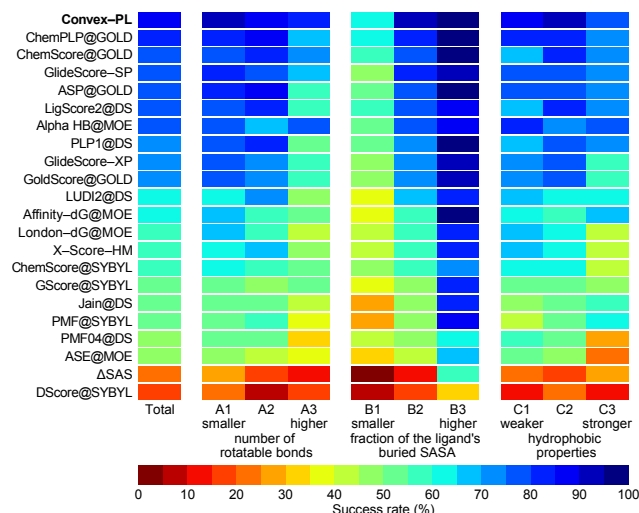 Convex–PL
ChemPLP@GOLD
ChemScore@GOLD
GlideScore–SP
ASP@GOLD
LigScore2@DS
Alpha HB@MOE
PLP1@DS
GlideScore–XP
GoldScore@GOLD
LUDI2@DS
Affinity–dG@MOE
London–dG@MOE
X–Score–HM
ChemScore@SYBYL
GScore@SYBYL
Jain@DS
PMF@SYBYL
PMF04@DS
ASE@MOE
ΔSAS
DScore@SYBYL
Total A1 A2 A3 B1 B2 B3 C1 C2 C3
smaller higher smaller higher weaker stronger
number of fraction of the ligand's hydrophobic
rotatable bonds buried SASA properties
0 10 20 30 40 50 60 70 80 90 100
Success rate (%)